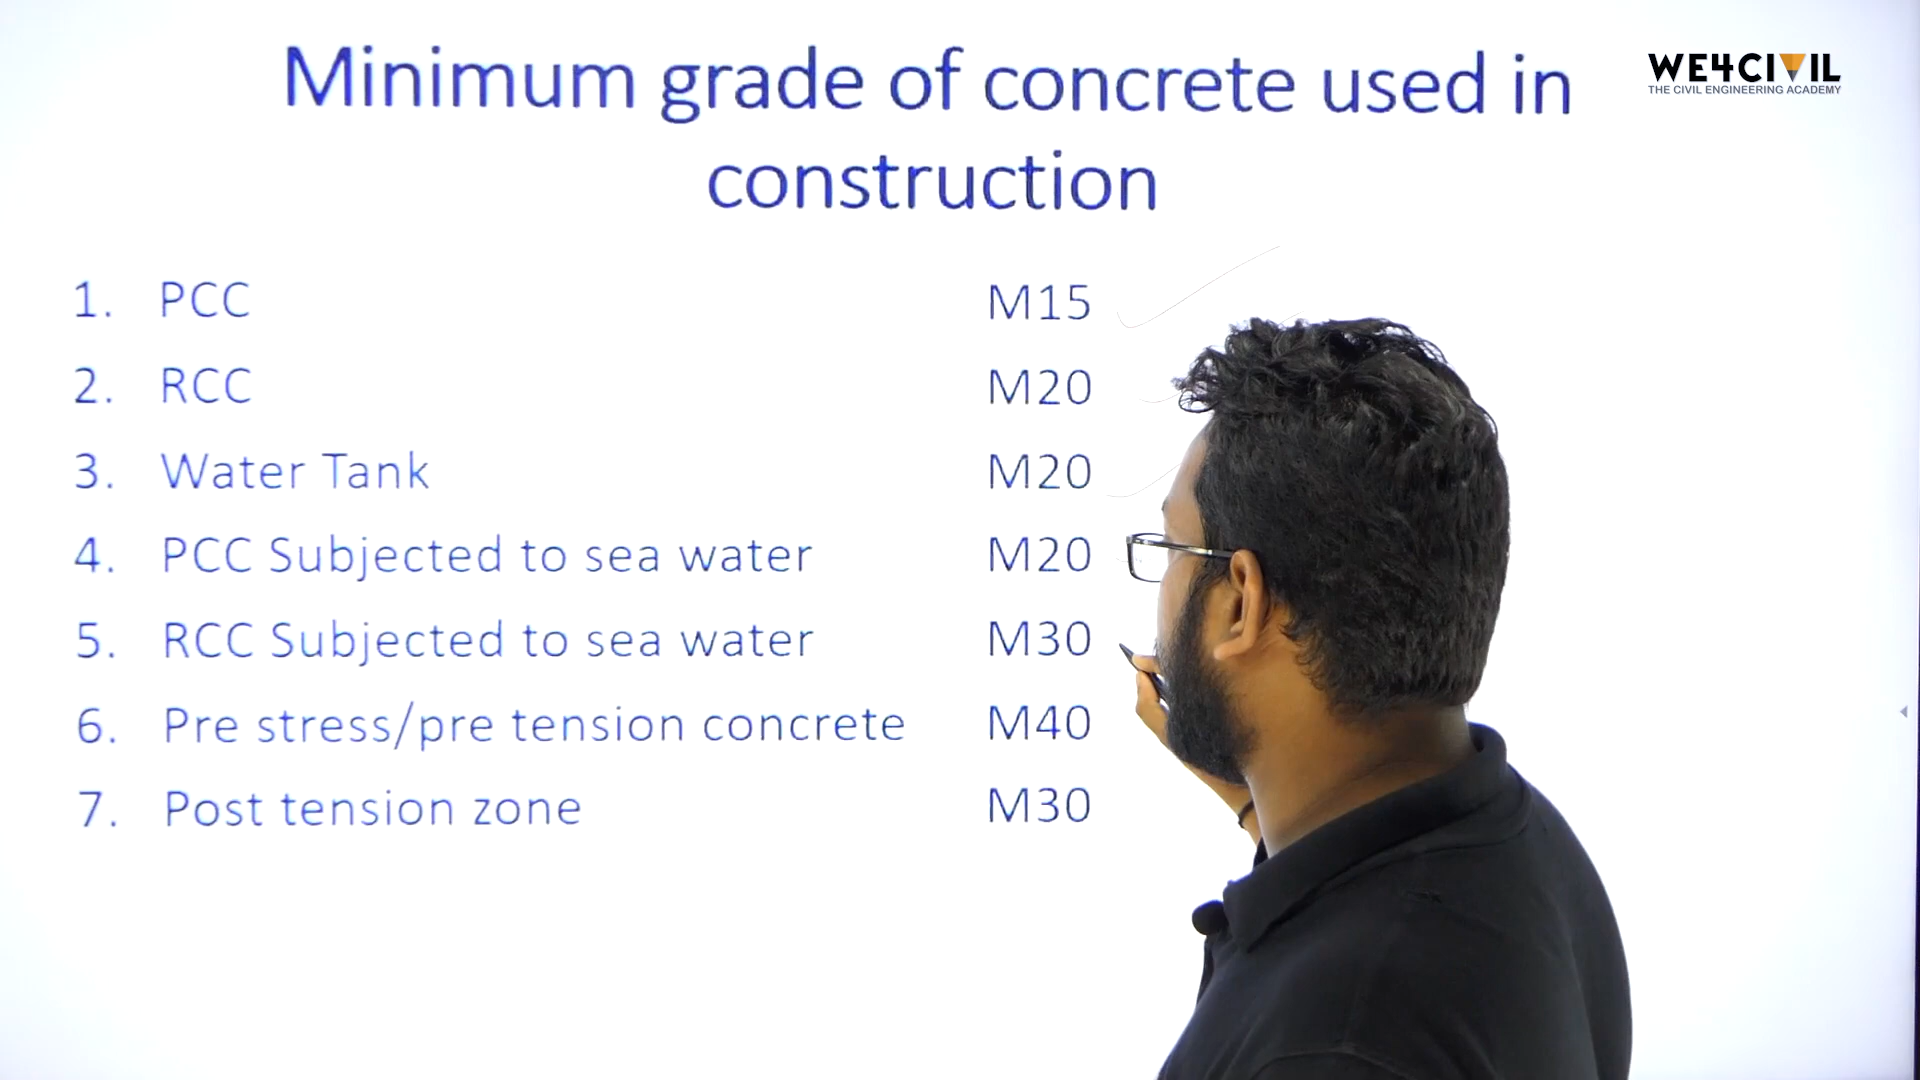 Minimum grade of concrete used in
construction
WE4CIVIL
THE CIVIL ENGINEERING ACADEMY
1. PCC M15
2. RCC M20
3. Water Tank M20
4. PCC Subjected to sea water M20
5. RCC Subjected to sea water M30
6. Pre stress/pre tension concrete M40
7. Post tension zone M30